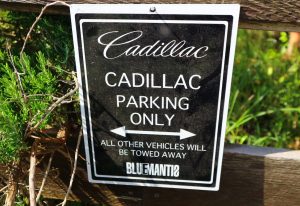 Cadillac
CADILLAC
PARKING
ONLY
ALL OTHER VEHICLES WILL
BE TOWED AWAY
BLUEMANTIS